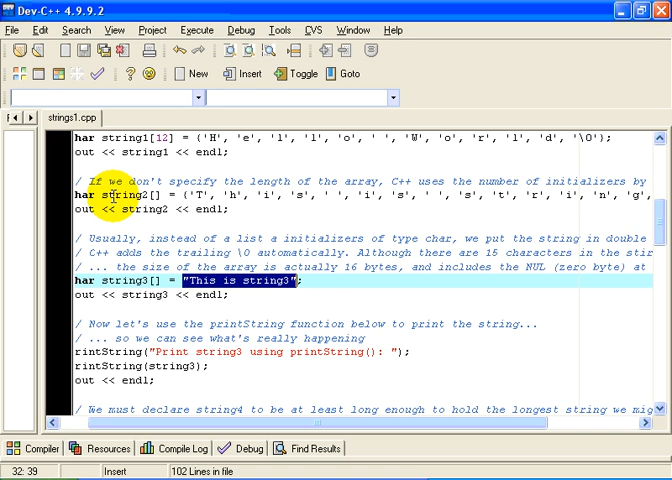 Dev-C++ 4.9.9.2
File Edit Search View Project Execute Debug Tools CVS Window Help
New Insert Toggle Goto
strings1.cpp
har string1[12] = {'H', 'e', 'l', 'l', 'o', ' ', 'W', 'o', 'r', 'l', 'd', '\0'};
out << string1 << endl;
/ If we don't specify the length of the array, C++ uses the number of initializers by
har string2[] = {'T', 'h', 'i', 's', ' ', 'i', 's', ' ', 's', 't', 'r', 'i', 'n', 'g',
out << string2 << endl;
/ Usually, instead of a list a initializers of type char, we put the string in double
/ C++ adds the trailing \0 automatically. Although there are 15 characters in the stir
/ ... the size of the array is actually 16 bytes, and includes the NUL (zero byte) at
har string3[] = "This is string3";
out << string3 << endl;
/ Now let's use the printString function below to print the string...
/ ... so we can see what's really happening
rintString("Print string3 using printString(): ");
rintString(string3);
out << endl;
/ We must declare string4 to be at least long enough to hold the longest string we mig
Compiler Resources Compile Log Debug Find Results
32: 39 Insert 102 Lines in file